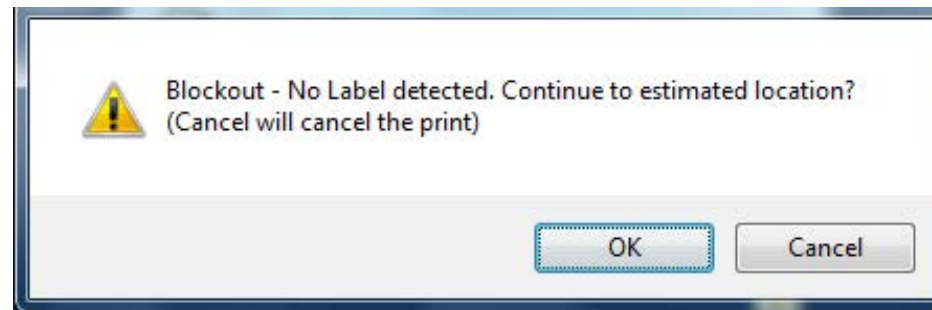 Blockout - No Label detected. Continue to estimated location?
(Cancel will cancel the print)
OK
Cancel